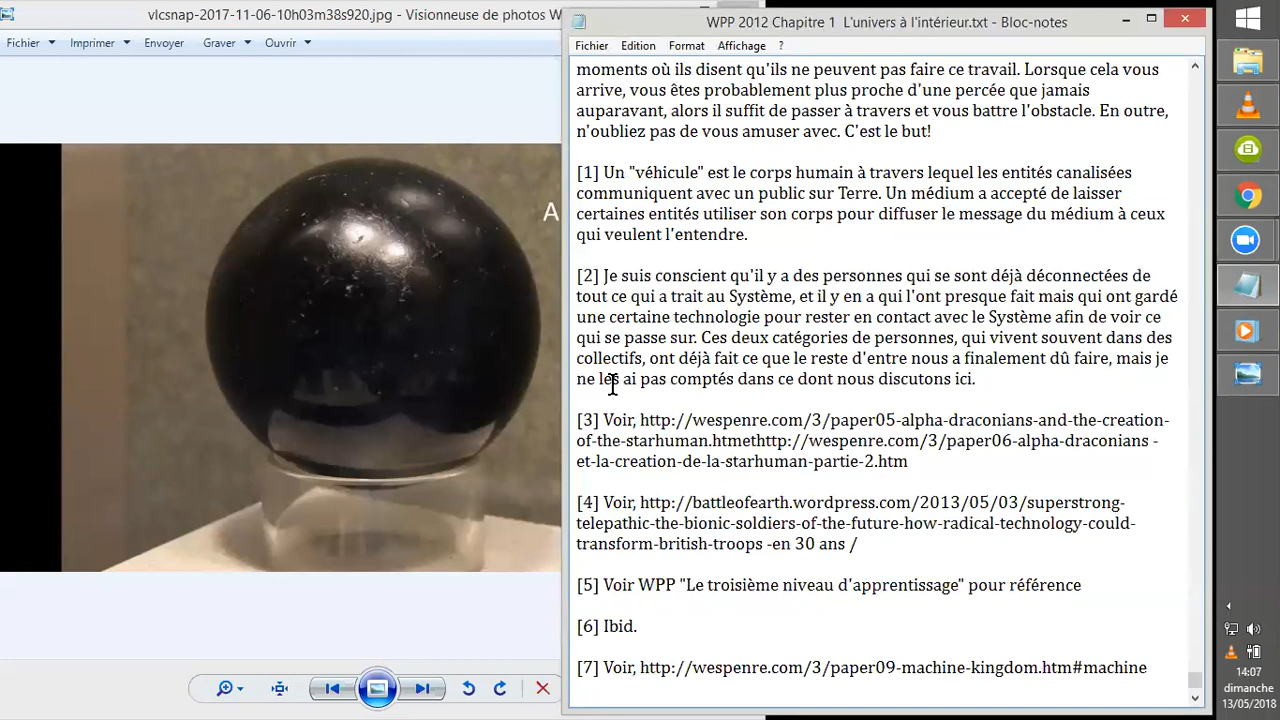 vlcsnap-2017-11-06-10h03m38s920.jpg - Visionneuse de photos W
Fichier
Imprimer
Envoyer
Graver
Ouvrir
A
WPP 2012 Chapitre 1 L'univers à l'intérieur.txt - Bloc-notes
Fichier Edition Format Affichage ?
moments où ils disent qu'ils ne peuvent pas faire ce travail. Lorsque cela vous
arrive, vous êtes probablement plus proche d'une percée que jamais
auparavant, alors il suffit de passer à travers et vous battre l'obstacle. En outre,
n'oubliez pas de vous amuser avec. C'est le but!
[1] Un "véhicule" est le corps humain à travers lequel les entités canalisées
communiquent avec un public sur Terre. Un médium a accepté de laisser
certaines entités utiliser son corps pour diffuser le message du médium à ceux
qui veulent l'entendre.
[2] Je suis conscient qu'il y a des personnes qui se sont déjà déconnectées de
tout ce qui a trait au Système, et il y en a qui l'ont presque fait mais qui ont gardé
une certaine technologie pour rester en contact avec le Système afin de voir ce
qui se passe sur. Ces deux catégories de personnes, qui vivent souvent dans des
collectifs, ont déjà fait ce que le reste d'entre nous a finalement dû faire, mais je
ne les ai pas comptés dans ce dont nous discutons ici.
[3] Voir, http://wespenre.com/3/paper05-alpha-draconians-and-the-creation-
of-the-starhuman.htmethttp://wespenre.com/3/paper06-alpha-draconians -
et-la-creation-de-la-starhuman-partie-2.htm
[4] Voir, http://battleofearth.wordpress.com/2013/05/03/superstrong-
telepathic-the-bionic-soldiers-of-the-future-how-radical-technology-could-
transform-british-troops -en 30 ans /
[5] Voir WPP "Le troisième niveau d'apprentissage" pour référence
[6] Ibid.
[7] Voir, http://wespenre.com/3/paper09-machine-kingdom.htm#machine
14:07
dimanche
13/05/2018